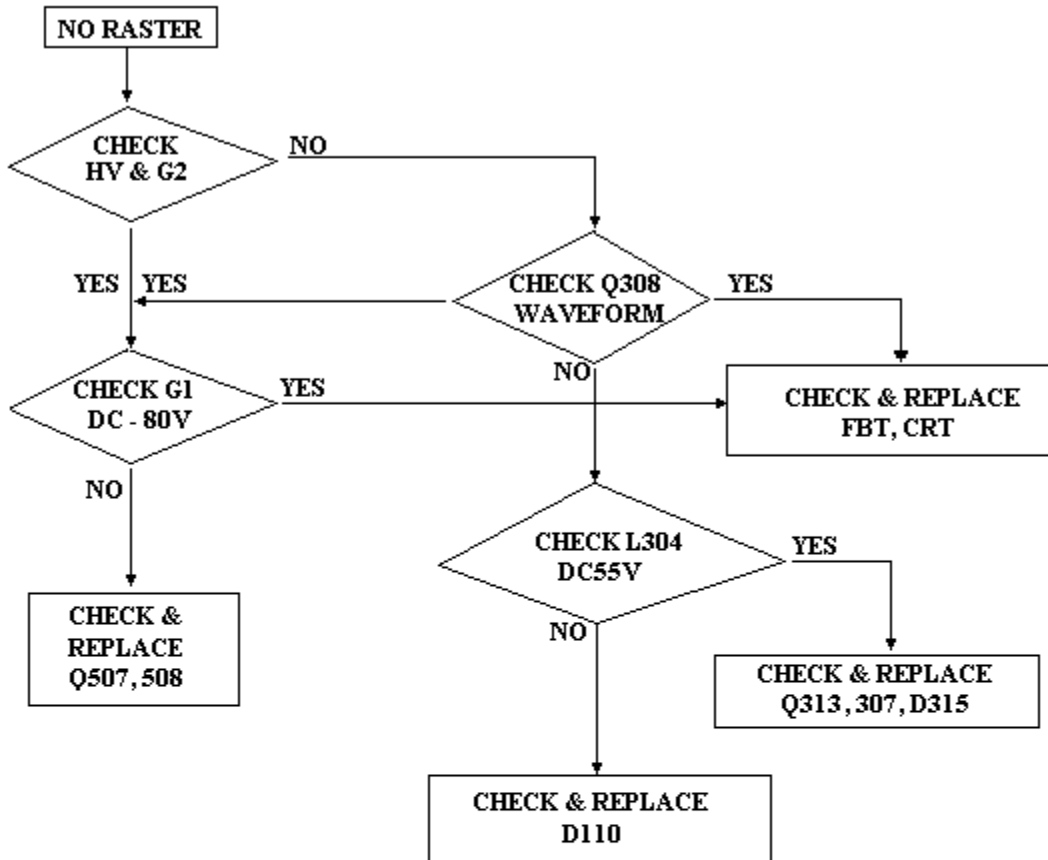 NO RASTER
CHECK
HV & G2
NO
YES
YES
CHECK Q308
WAVEFORM
YES
NO
CHECK G1
DC - 80V
YES
NO
CHECK & REPLACE
FBT, CRT
CHECK L304
DC55V
YES
NO
CHECK &
REPLACE
Q507, 508
CHECK & REPLACE
Q313, 307, D315
CHECK & REPLACE
D110